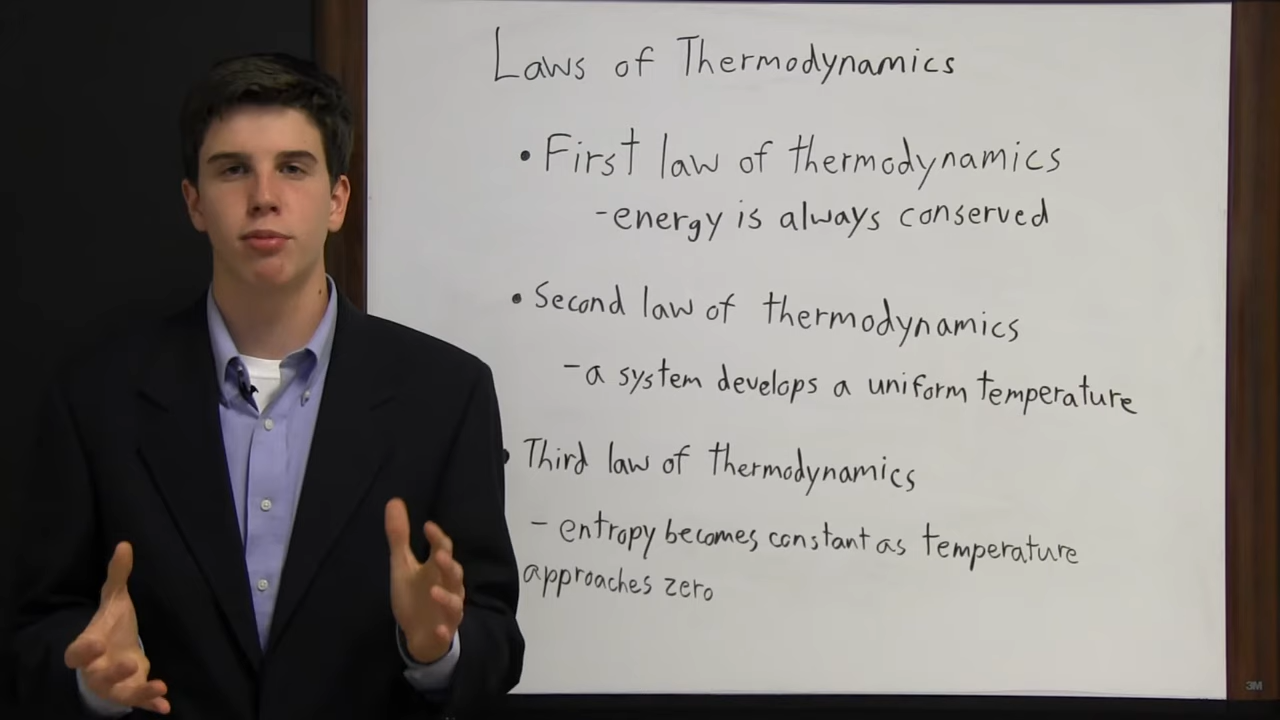 Laws of Thermodynamics
• First law of thermodynamics
-energy is always conserved
• Second law of thermodynamics
-a system develops a uniform temperature
• Third law of thermodynamics
- entropy becomes constant as temperature
approaches zero
3M